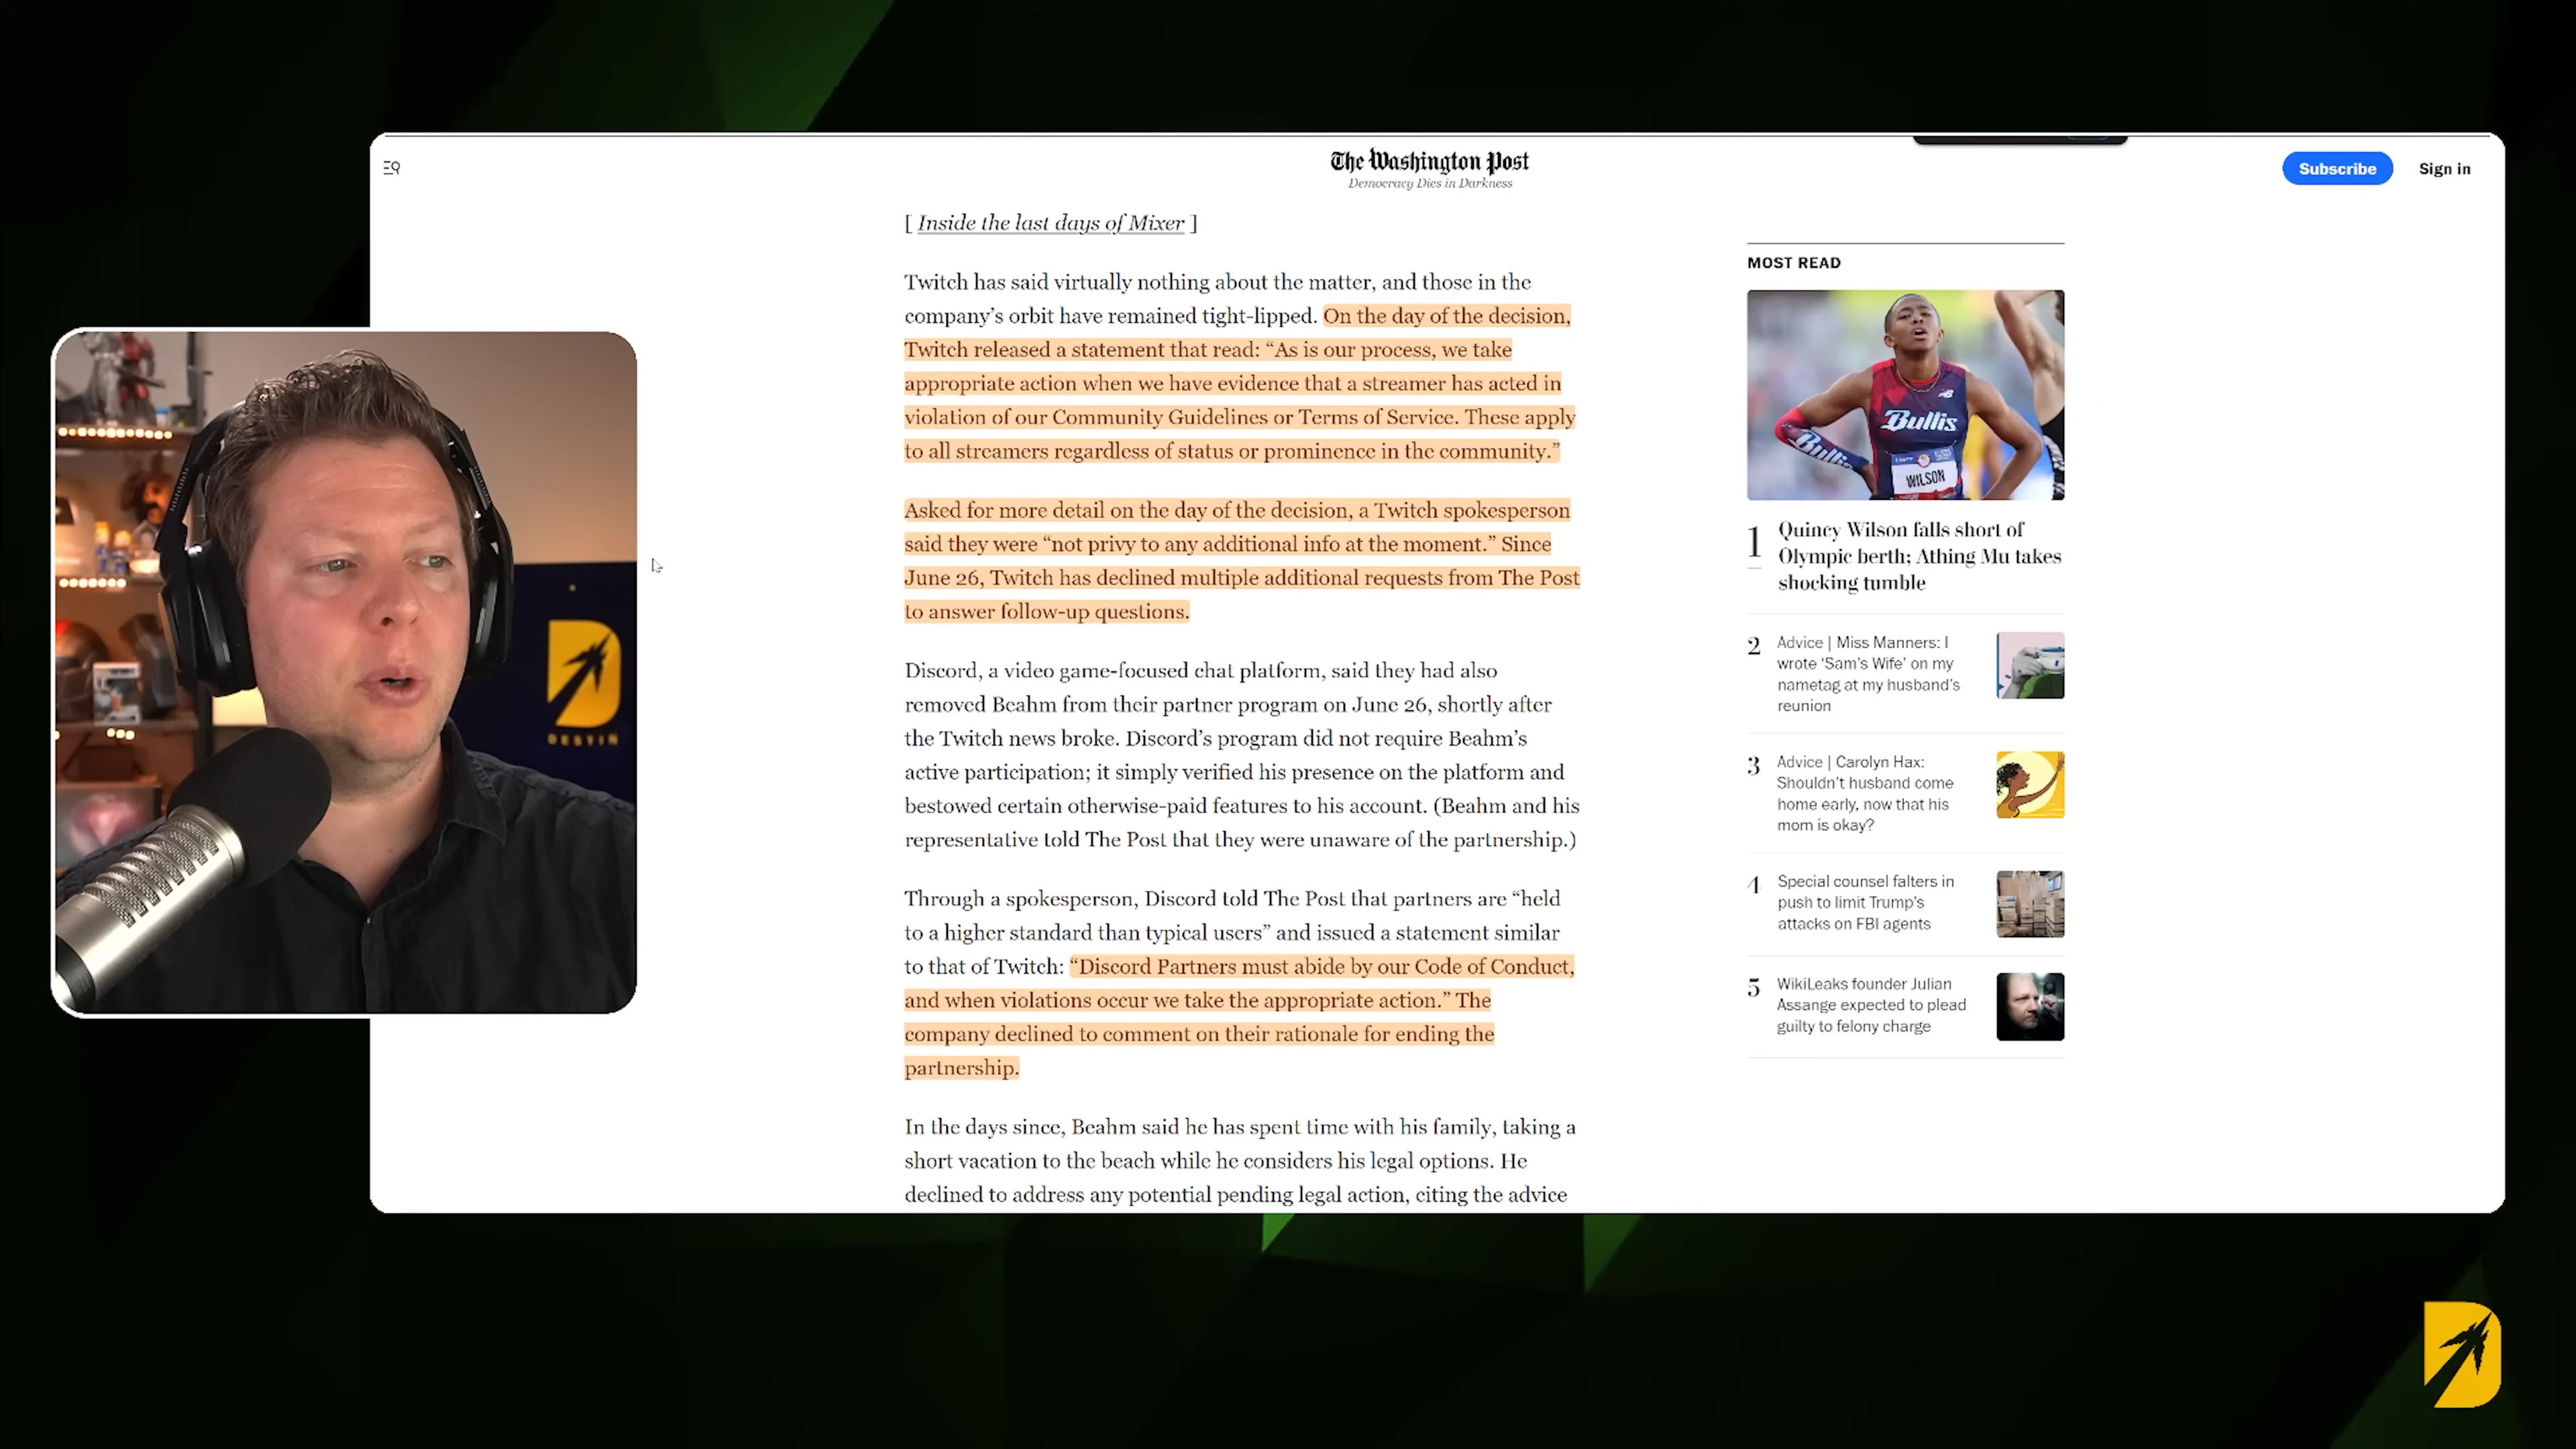 The Washington Post
Democracy Dies in Darkness
Subscribe
Sign in
[ Inside the last days of Mixer ]
Twitch has said virtually nothing about the matter, and those in the
company’s orbit have remained tight-lipped. On the day of the decision,
Twitch released a statement that read: “As is our process, we take
appropriate action when we have evidence that a streamer has acted in
violation of our Community Guidelines or Terms of Service. These apply
to all streamers regardless of status or prominence in the community.”
Asked for more detail on the day of the decision, a Twitch spokesperson
said they were “not privy to any additional info at the moment.” Since
June 26, Twitch has declined multiple additional requests from The Post
to answer follow-up questions.
Discord, a video game-focused chat platform, said they had also
removed Beahm from their partner program on June 26, shortly after
the Twitch news broke. Discord’s program did not require Beahm’s
active participation; it simply verified his presence on the platform and
bestowed certain otherwise-paid features to his account. (Beahm and his
representative told The Post that they were unaware of the partnership.)
Through a spokesperson, Discord told The Post that partners are “held
to a higher standard than typical users” and issued a statement similar
to that of Twitch: “Discord Partners must abide by our Code of Conduct,
and when violations occur we take the appropriate action.” The
company declined to comment on their rationale for ending the
partnership.
In the days since, Beahm said he has spent time with his family, taking a
short vacation to the beach while he considers his legal options. He
declined to address any potential pending legal action, citing the advice
MOST READ
Bullis
Bullis
WILSON
1
Quincy Wilson falls short of
Olympic berth; Athing Mu takes
shocking tumble
2
Advice | Miss Manners: I
wrote ‘Sam’s Wife’ on my
nametag at my husband’s
reunion
3
Advice | Carolyn Hax:
Shouldn’t husband come
home early, now that his
mom is okay?
4
Special counsel falters in
push to limit Trump’s
attacks on FBI agents
5
WikiLeaks founder Julian
Assange expected to plead
guilty to felony charge
DESTIN